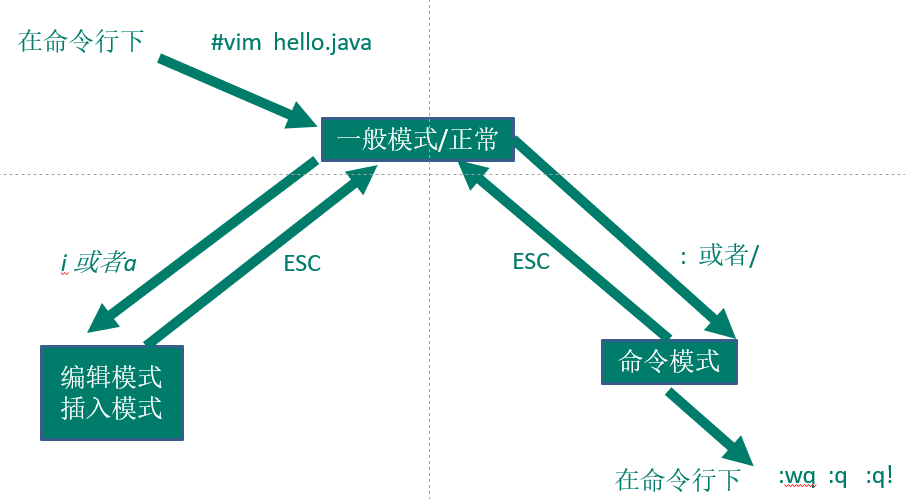 在命令行下 #vim hello.java
一般模式/正常
i 或者a
ESC
ESC
: 或者/
编辑模式
插入模式
命令模式
在命令行下 :wq :q :q!